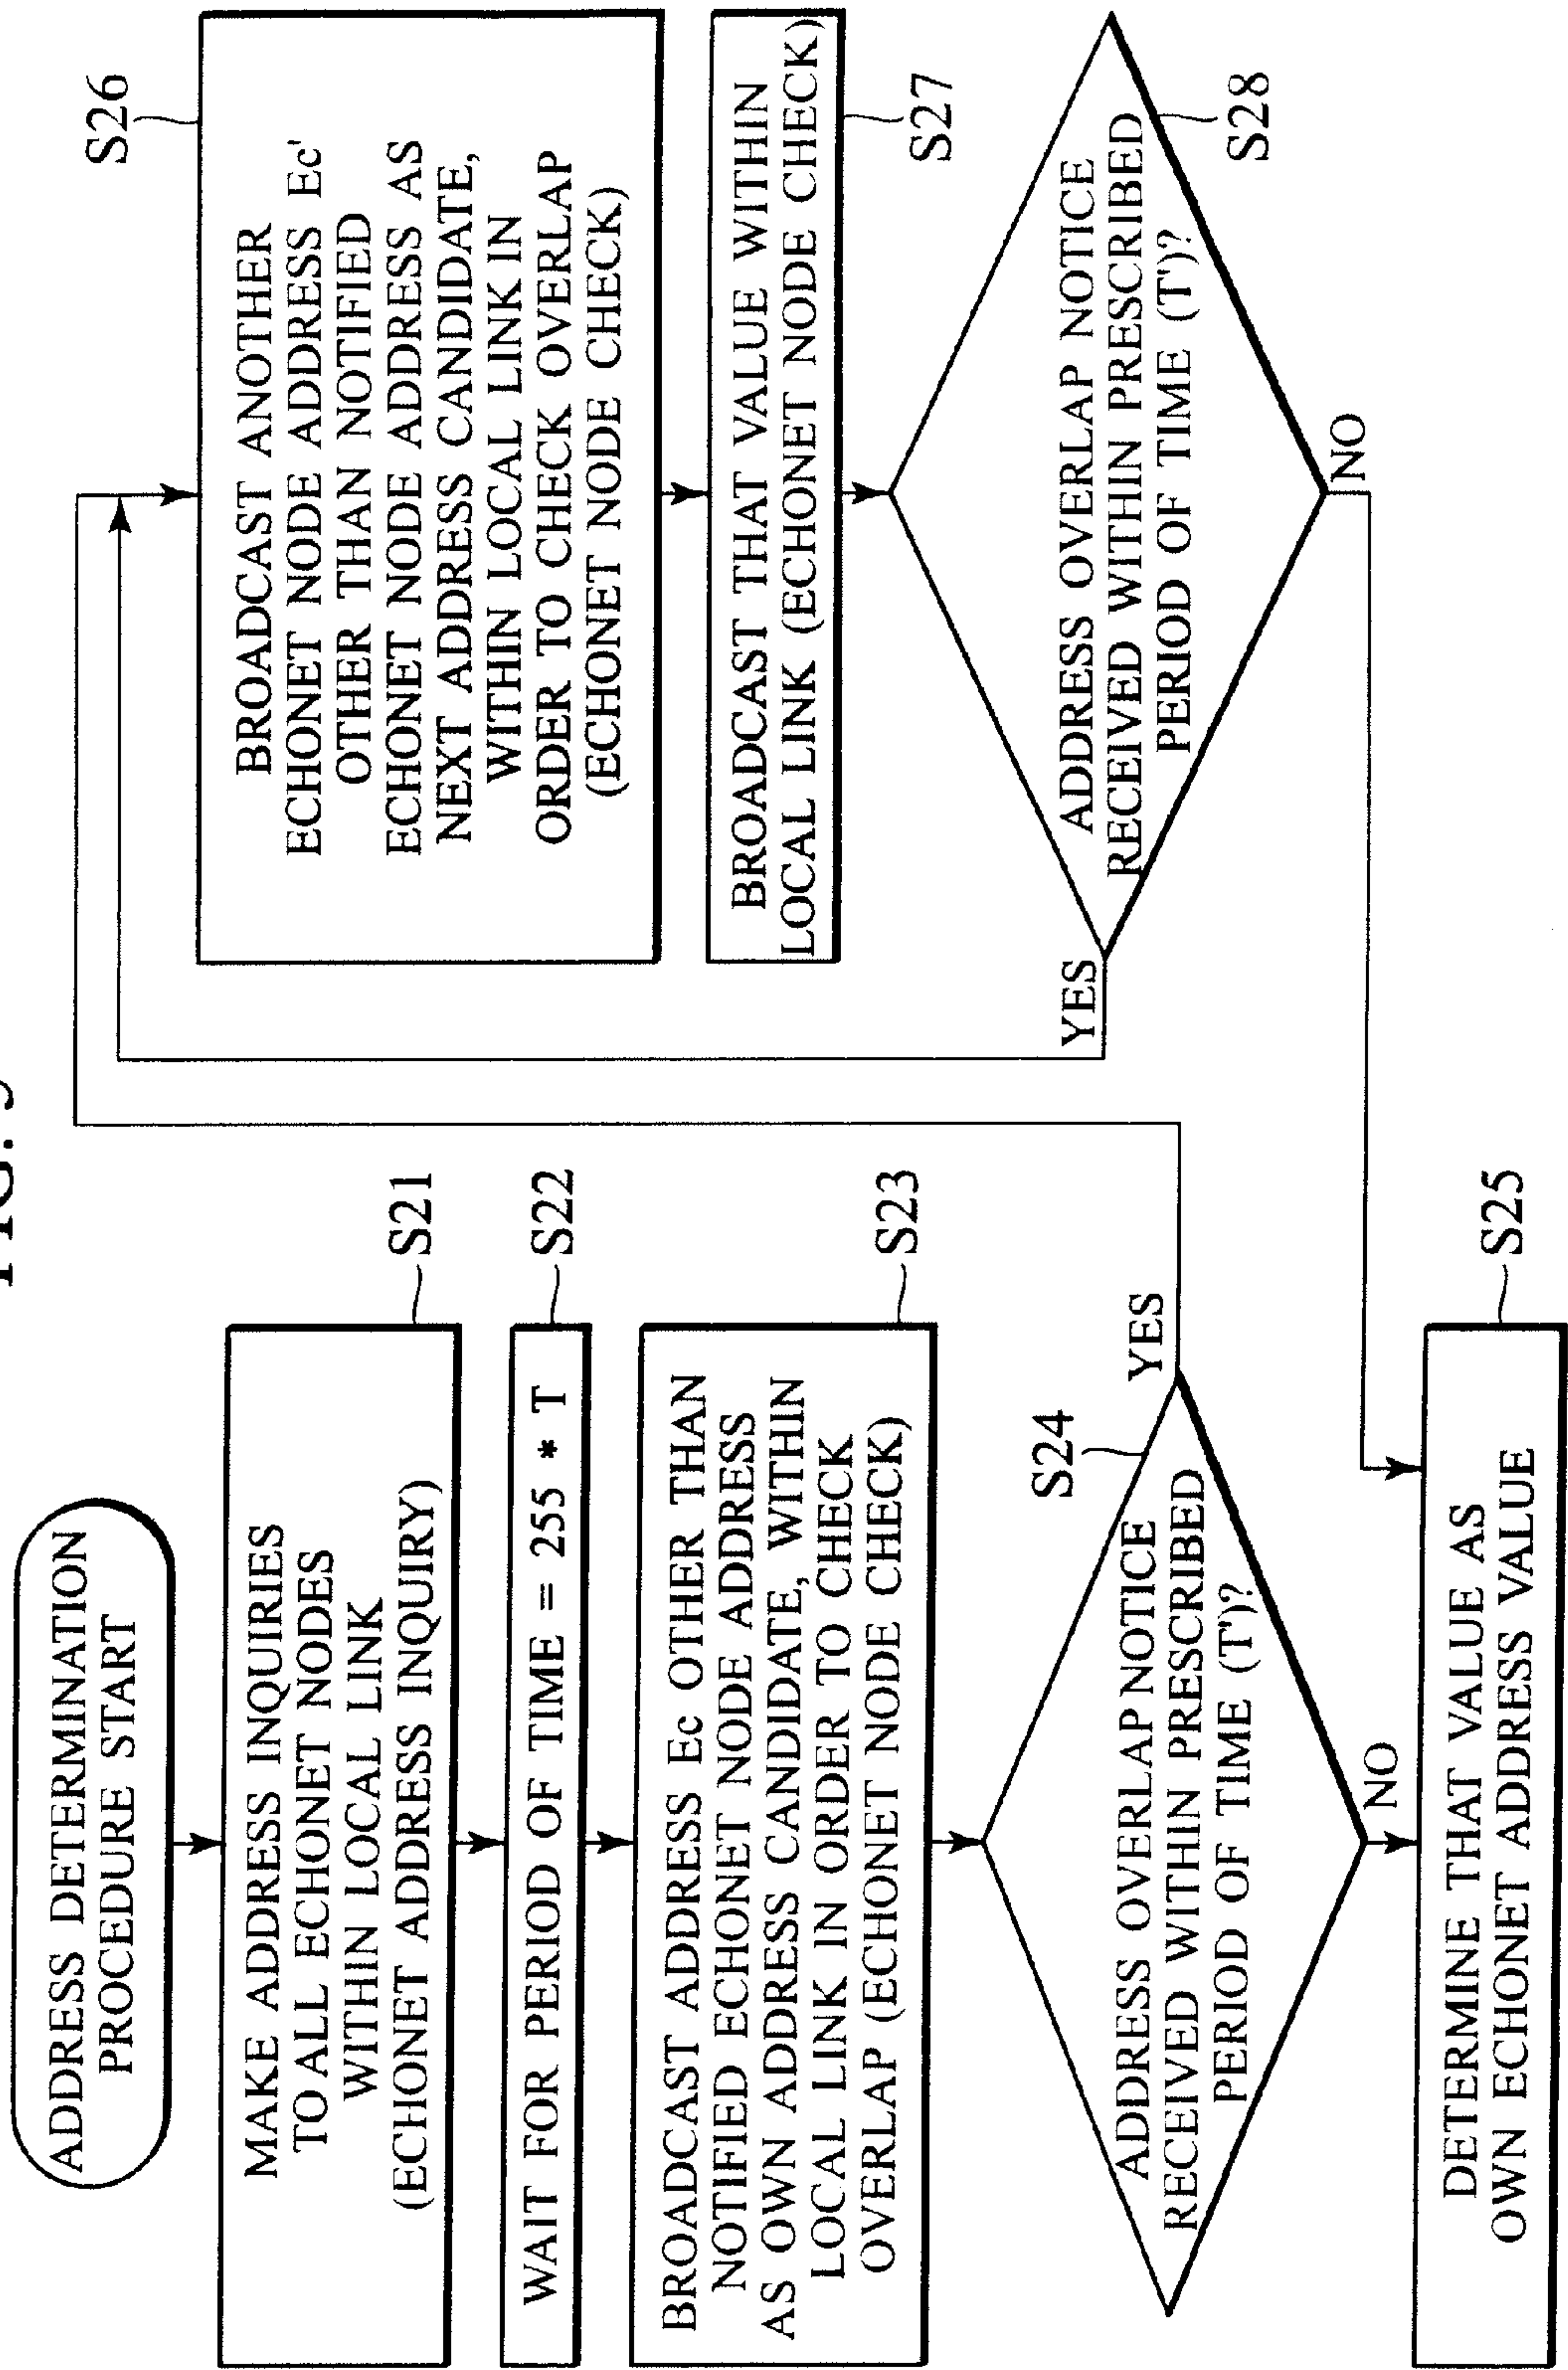 ADDRESS DETERMINATION
PROCEDURE START
MAKE ADDRESS INQUIRIES
TO ALL ECHONET NODES
WITHIN LOCAL LINK
(ECHONET ADDRESS INQUIRY)
S21
WAIT FOR PERIOD OF TIME = 255 * T
S22
BROADCAST ADDRESS Ec OTHER THAN
NOTIFIED ECHONET NODE ADDRESS
AS OWN ADDRESS CANDIDATE, WITHIN
LOCAL LINK IN ORDER TO CHECK
OVERLAP (ECHONET NODE CHECK)
S23
S24
ADDRESS OVERLAP NOTICE
RECEIVED WITHIN PRESCRIBED
PERIOD OF TIME (T')?
YES
NO
DETERMINE THAT VALUE AS
OWN ECHONET ADDRESS VALUE
S25
S26
BROADCAST ANOTHER
ECHONET NODE ADDRESS Ec'
OTHER THAN NOTIFIED
ECHONET NODE ADDRESS AS
NEXT ADDRESS CANDIDATE,
WITHIN LOCAL LINK IN
ORDER TO CHECK OVERLAP
(ECHONET NODE CHECK)
BROADCAST THAT VALUE WITHIN
LOCAL LINK (ECHONET NODE CHECK)
S27
ADDRESS OVERLAP NOTICE
RECEIVED WITHIN PRESCRIBED
PERIOD OF TIME (T')?
S28
YES
NO